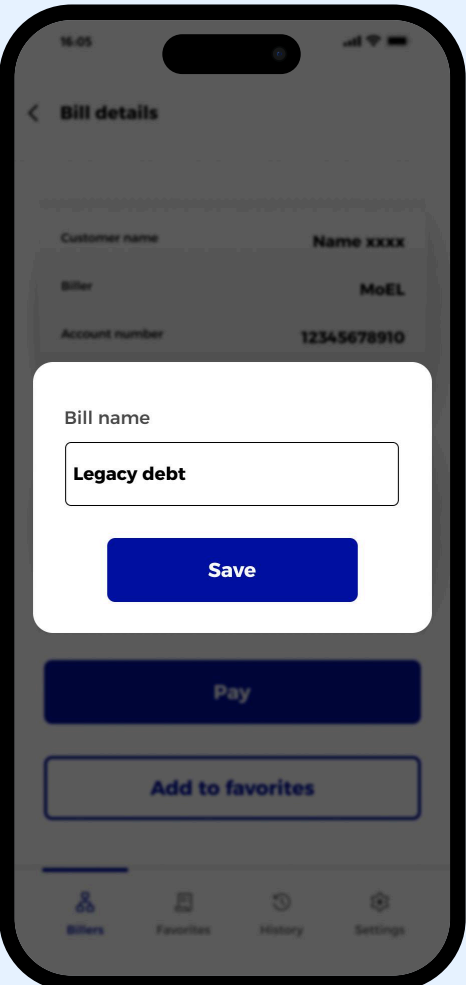 16:05
Bill details
Customer name Name xxxx
Biller MoEL
Account number 12345678910
Bill name
Legacy debt
Save
Pay
Add to favorites
Billers Favorites History Settings